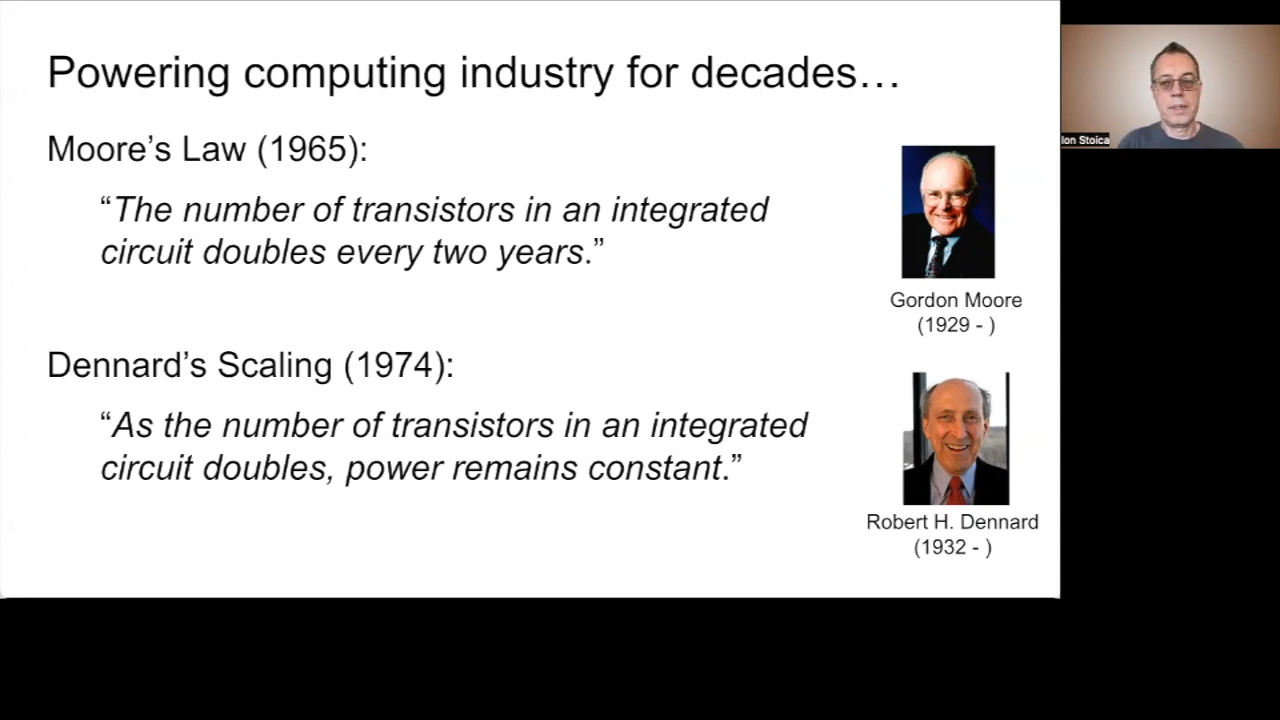 Powering computing industry for decades…
Moore’s Law (1965):
“The number of transistors in an integrated
circuit doubles every two years.”
Gordon Moore
(1929 - )
Dennard’s Scaling (1974):
“As the number of transistors in an integrated
circuit doubles, power remains constant.”
Robert H. Dennard
(1932 - )
Ion Stoica